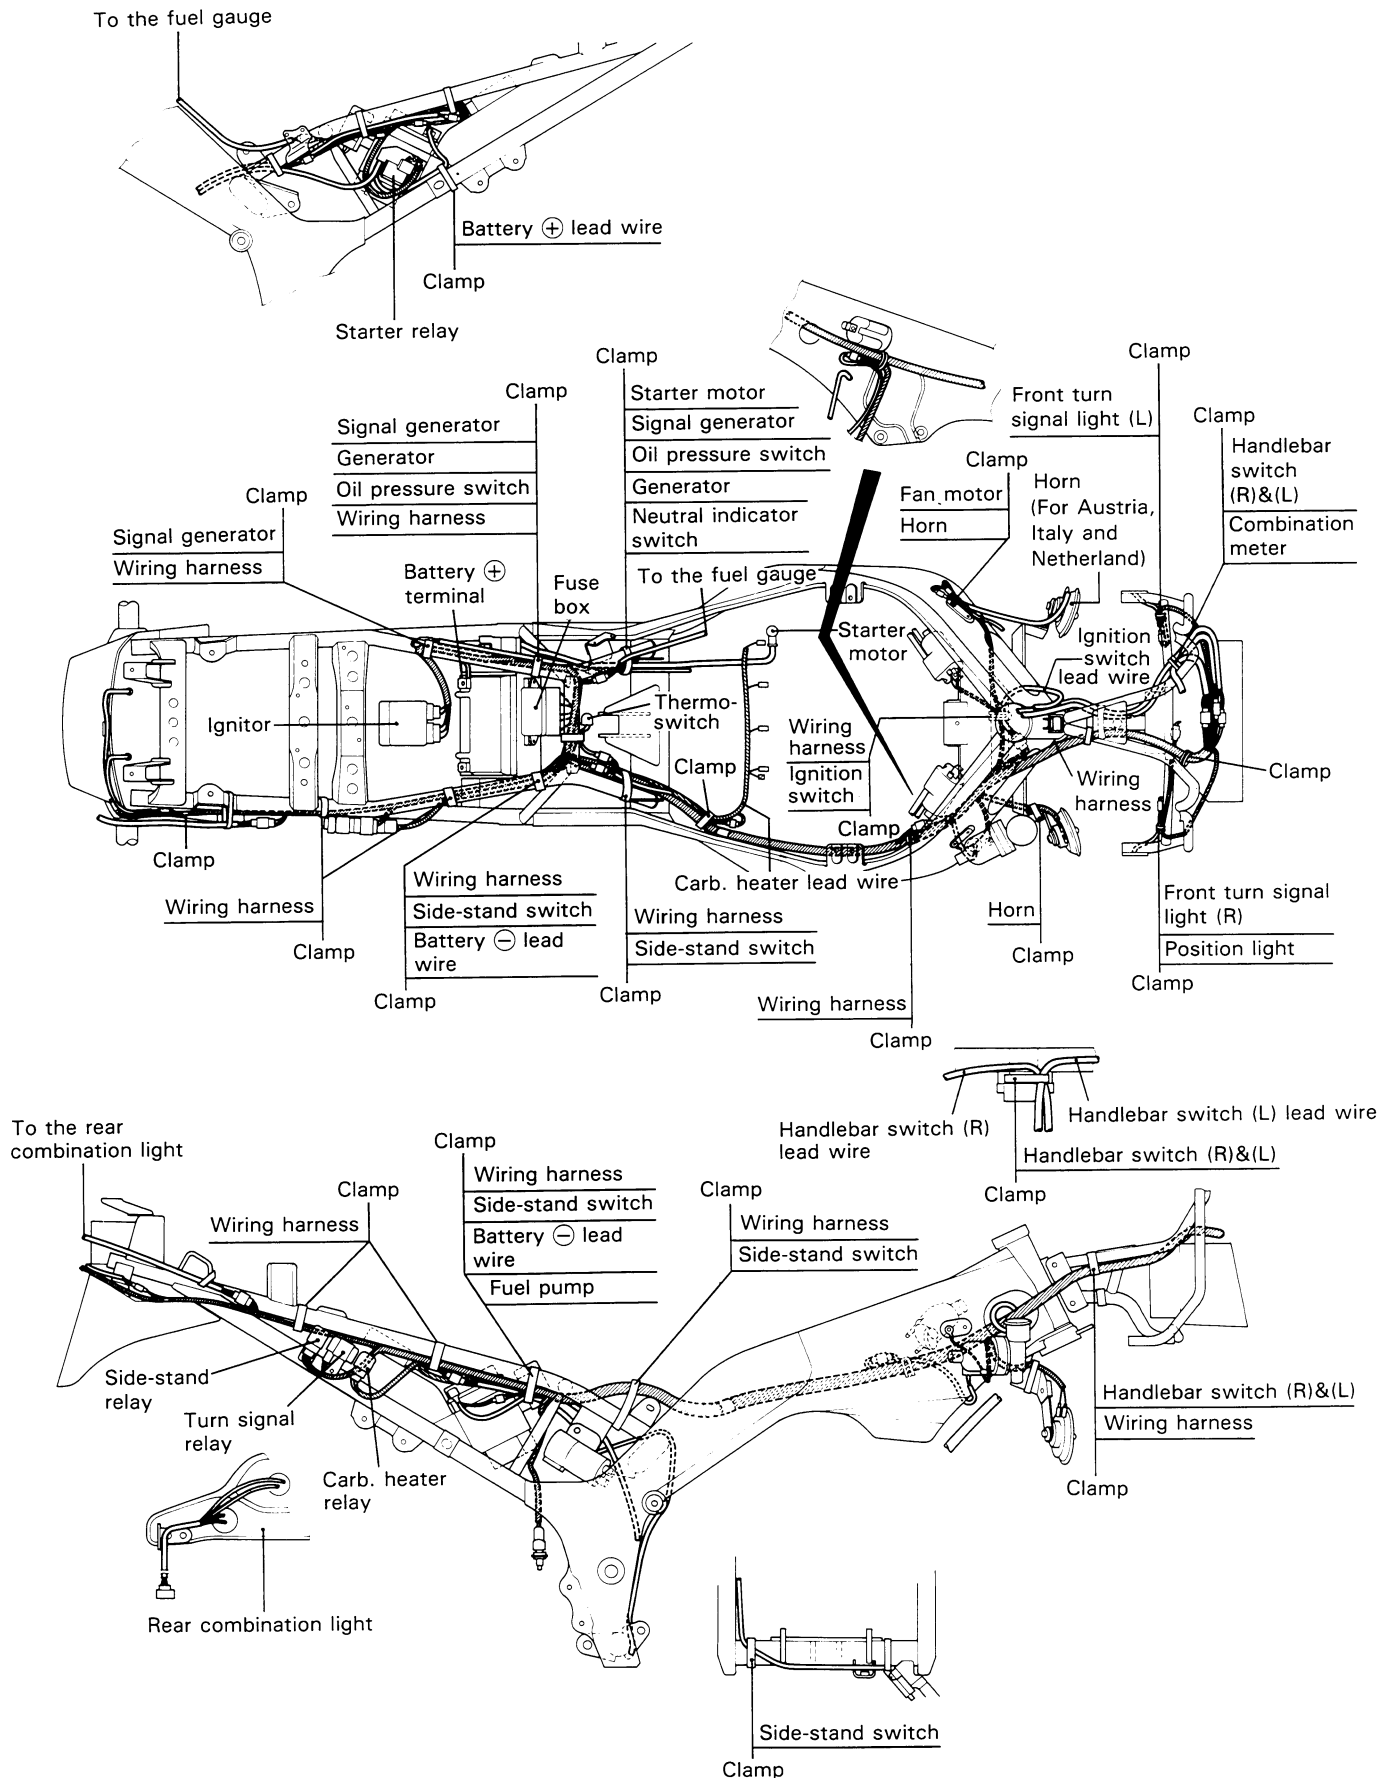 To the fuel gauge
Battery ⊕ lead wire
Clamp
Starter relay
Clamp
Starter motor
Signal generator
Oil pressure switch
Generator
Neutral indicator
switch
Clamp
Signal generator
Generator
Oil pressure switch
Wiring harness
Clamp
Signal generator
Wiring harness
Battery ⊕
terminal
Fuse
box
To the fuel gauge
Clamp
Front turn
signal light (L)
Clamp
Handlebar
switch
(R)&(L)
Combination
meter
Clamp
Fan motor
Horn
Horn
(For Austria,
Italy and
Netherland)
Starter
motor
Ignition
switch
lead wire
Ignitor
Thermo-
switch
Wiring
harness
Ignition
switch
Clamp
Clamp
Wiring
harness
Clamp
Clamp
Carb. heater lead wire
Wiring harness
Clamp
Wiring harness
Side-stand switch
Battery ⊖ lead
wire
Clamp
Wiring harness
Side-stand switch
Clamp
Horn
Clamp
Front turn signal
light (R)
Position light
Clamp
Wiring harness
Clamp
Handlebar switch (R)
lead wire
Handlebar switch (L) lead wire
Handlebar switch (R)&(L)
Clamp
To the rear
combination light
Clamp
Wiring harness
Clamp
Wiring harness
Side-stand switch
Battery ⊖ lead
wire
Fuel pump
Clamp
Wiring harness
Side-stand switch
Side-stand
relay
Turn signal
relay
Carb. heater
relay
Handlebar switch (R)&(L)
Wiring harness
Clamp
Rear combination light
Side-stand switch
Clamp